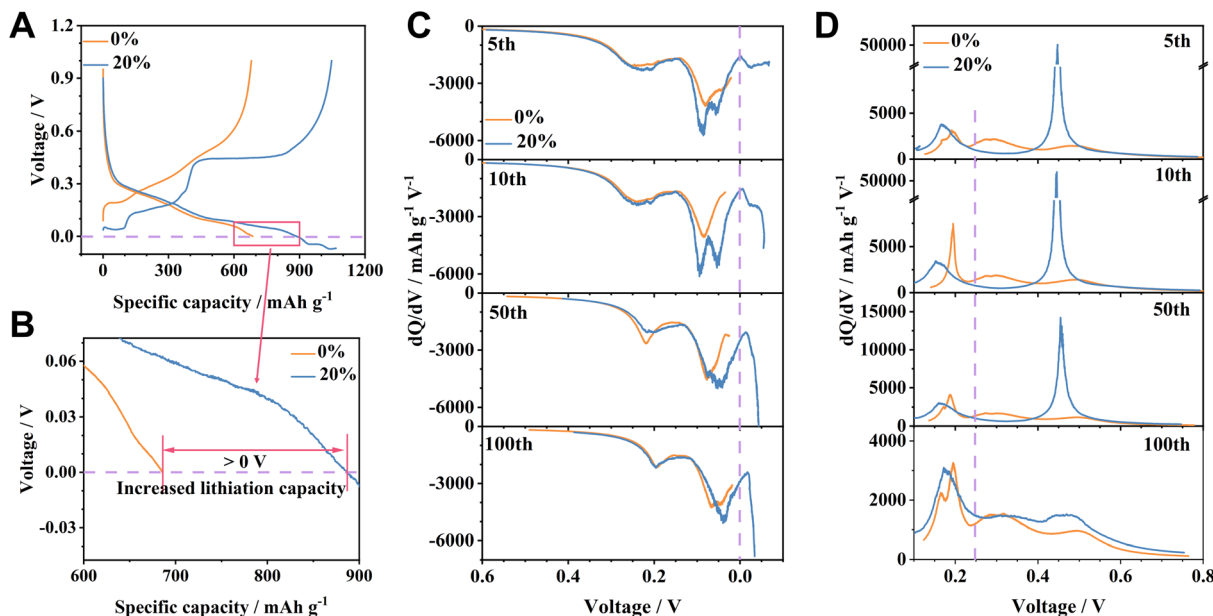 A
0%
20%
1.2
0.9
0.6
0.3
0.0
Voltage / V
0 300 600 900 1200
Specific capacity / mAh g-1
B
0%
20%
0.06
0.03
0.00
-0.03
Voltage / V
> 0 V
Increased lithiation capacity
600 700 800 900
Specific capacity / mAh g-1
C
5th
0%
20%
0
-3000
-6000
10th
0
-3000
-6000
50th
0
-3000
-6000
100th
0
-3000
-6000
dQ/dV / mAh g-1 V-1
0.6 0.4 0.2 0.0
Voltage / V
D
0%
20%
5th
50000
5000
0
10th
50000
5000
0
50th
15000
10000
5000
0
100th
4000
2000
0
dQ/dV / mAh g-1 V-1
0.2 0.4 0.6 0.8
Voltage / V